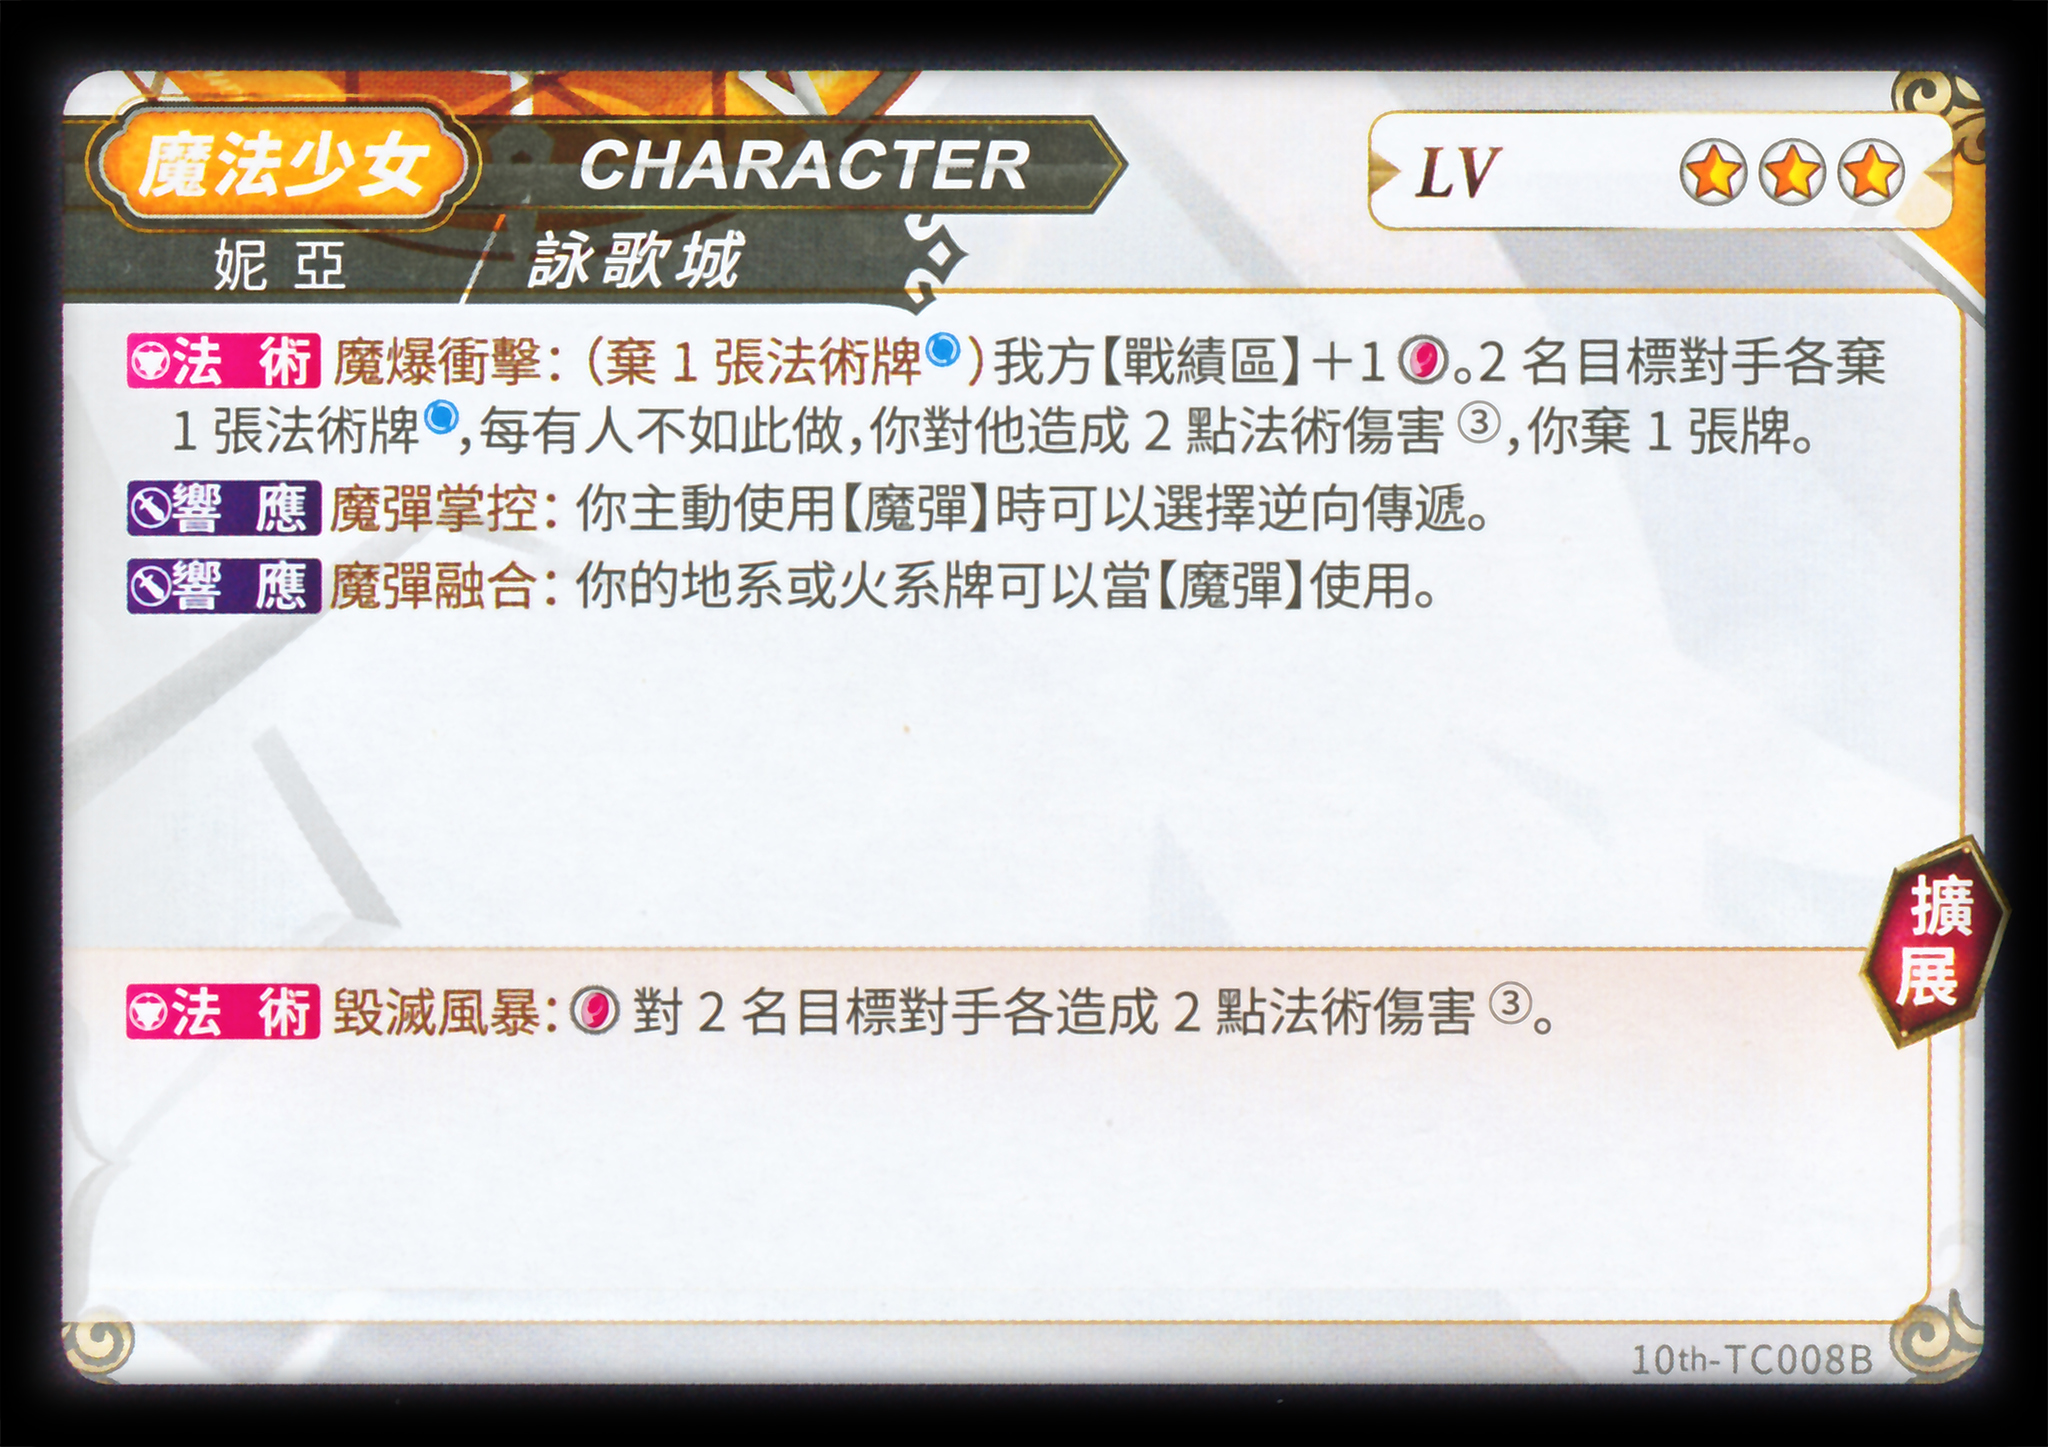 魔法少女 CHARACTER
LV
妮亞 詠歌城
法術 魔爆衝擊：（棄 1 張法術牌）我方【戰績區】＋1。2 名目標對手各棄
1 張法術牌，每有人不如此做，你對他造成 2 點法術傷害③，你棄 1 張牌。
響應 魔彈掌控：你主動使用【魔彈】時可以選擇逆向傳遞。
響應 魔彈融合：你的地系或火系牌可以當【魔彈】使用。
擴展
法術 毀滅風暴：對 2 名目標對手各造成 2 點法術傷害③。
10th-TC008B